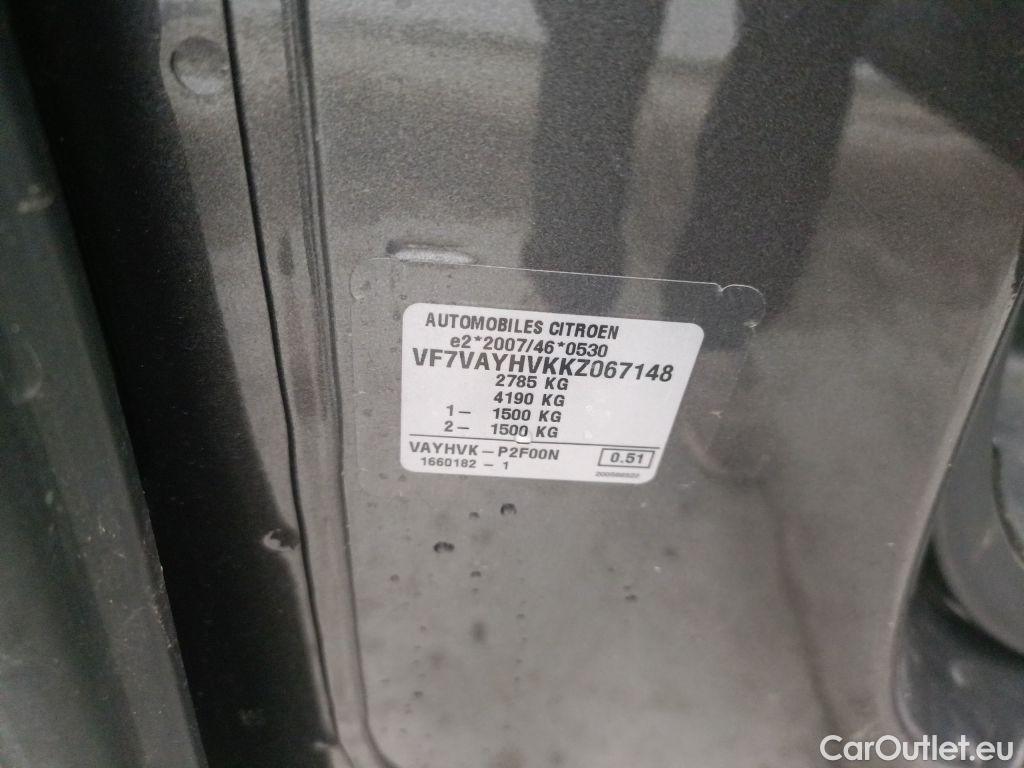 AUTOMOBILES CITROEN
e2*2007/46*0530
VF7VAYHVKKZ067148
2785 KG
4190 KG
1- 1500 KG
2- 1500 KG
VAYHVK-P2F00N 0.51
1660182-1
CarOutlet.eu